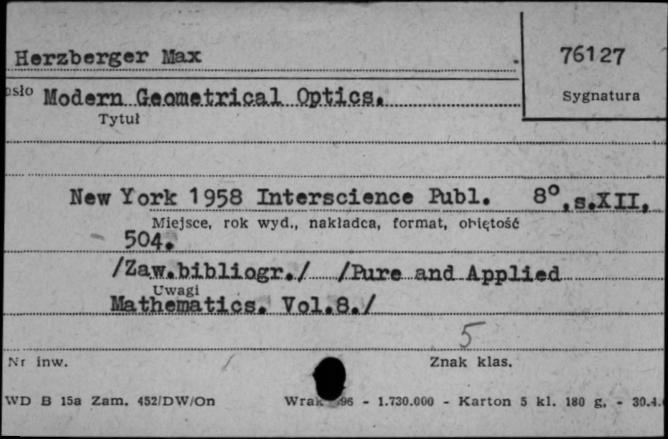 Herzberger Max
76127
Sygnatura
Modern Geometrical Optics.
Tytuł
New York 1958 Interscience Publ. 8°,s.XII,
Miejsce, rok wyd., nakładca, format, objętość
504.
/Zaw.bibliogr./ /Pure and Applied
Uwagi
Mathematics. Vol.8./
5
Nr inw.
Znak klas.
WD B 15a Zam. 452/DW/On
- 1.730.000 - Karton 5 kl. 180 g. - 30.4.